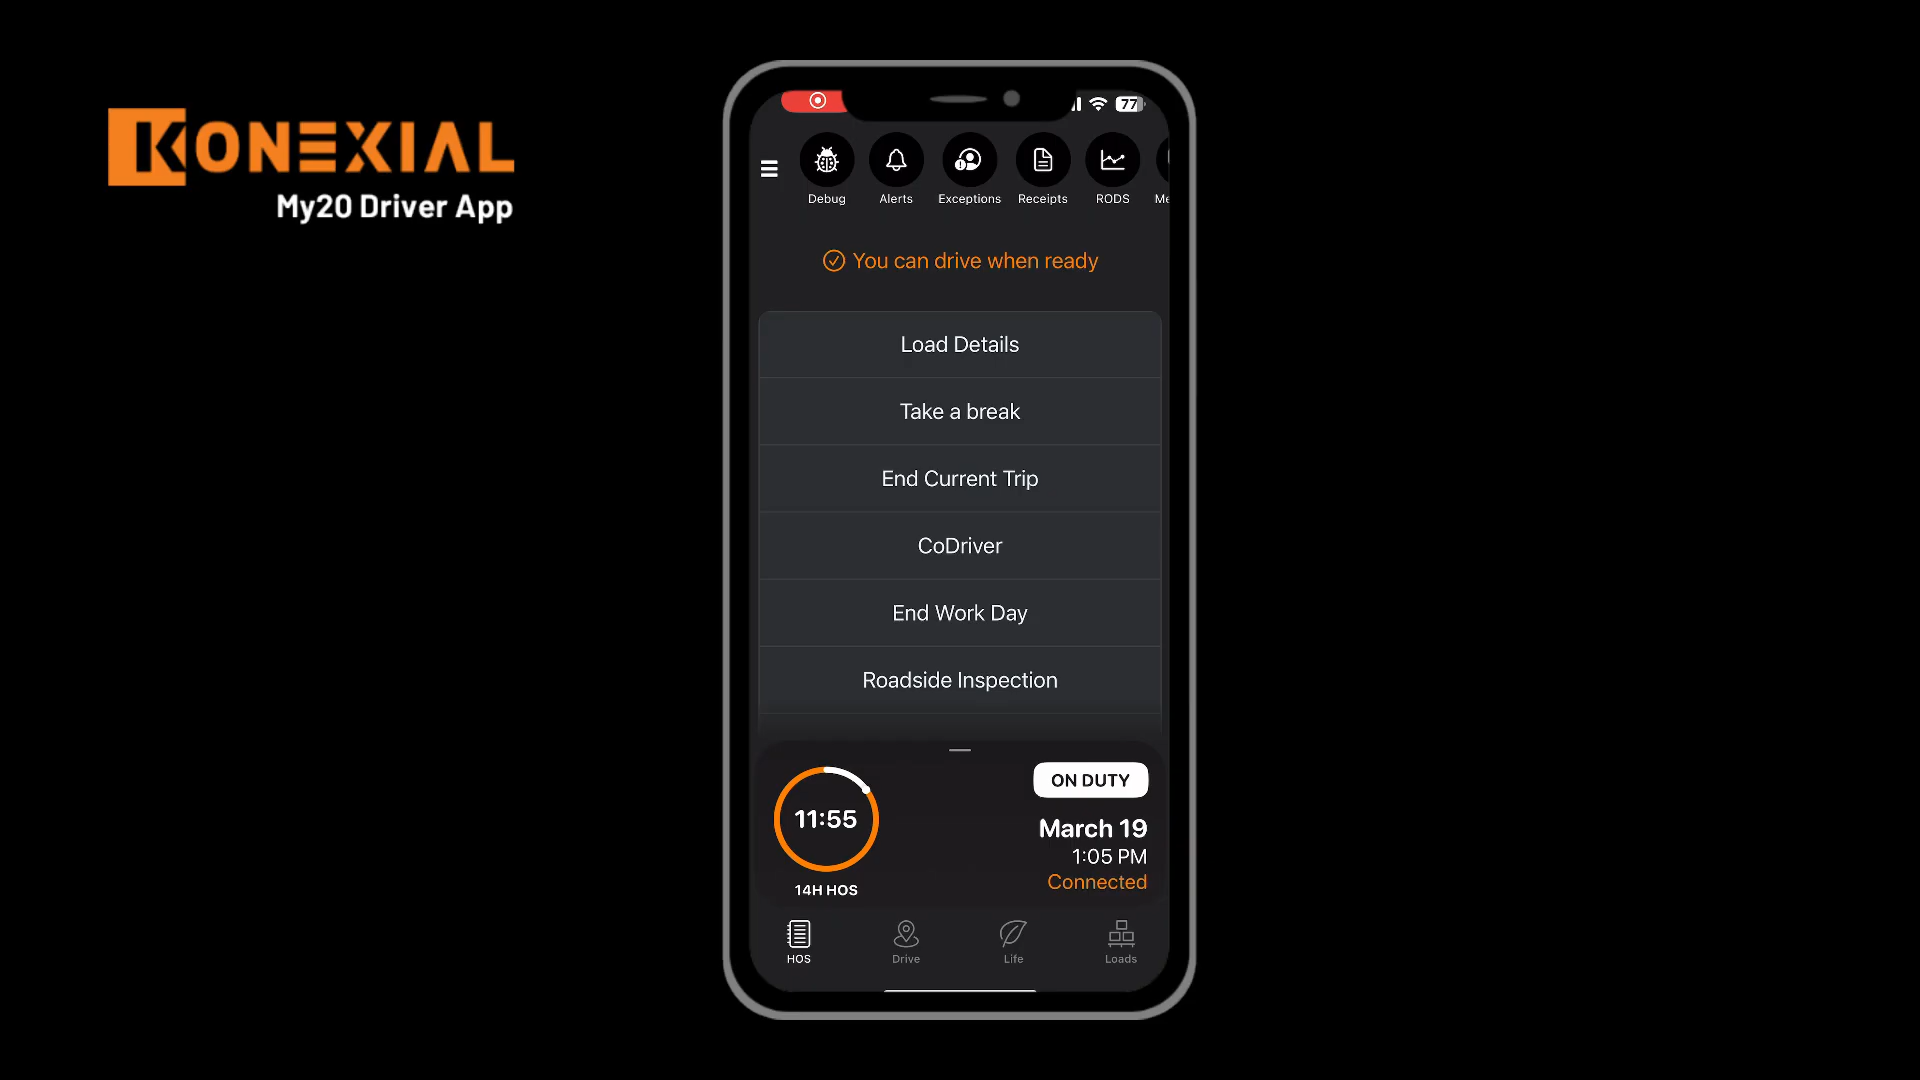 KONEXIAL
My20 Driver App
77
Debug
Alerts
Exceptions
Receipts
RODS
Me
You can drive when ready
Load Details
Take a break
End Current Trip
CoDriver
End Work Day
Roadside Inspection
11:55
14H HOS
ON DUTY
March 19
1:05 PM
Connected
HOS
Drive
Life
Loads